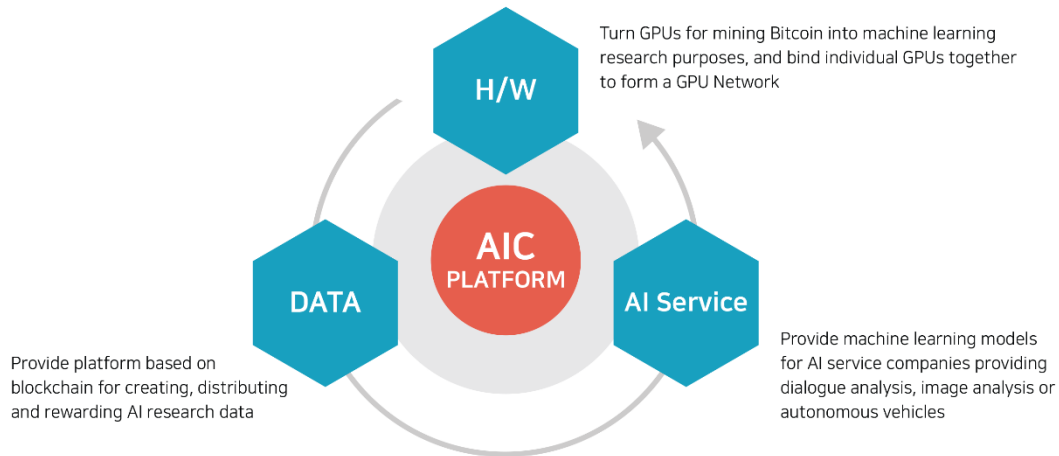 Turn GPUs for mining Bitcoin into machine learning
research purposes, and bind individual GPUs together
to form a GPU Network
H/W
AIC
PLATFORM
DATA
AI Service
Provide platform based on
blockchain for creating, distributing
and rewarding AI research data
Provide machine learning models
for AI service companies providing
dialogue analysis, image analysis or
autonomous vehicles